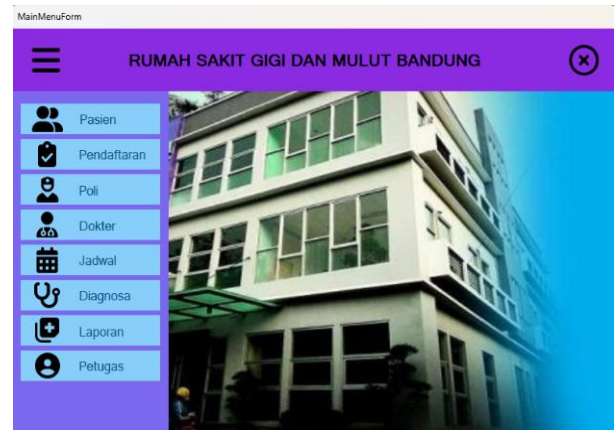 MainMenuForm
RUMAH SAKIT GIGI DAN MULUT BANDUNG
Pasien
Pendaftaran
Poli
Dokter
Jadwal
Diagnosa
Laporan
Petugas